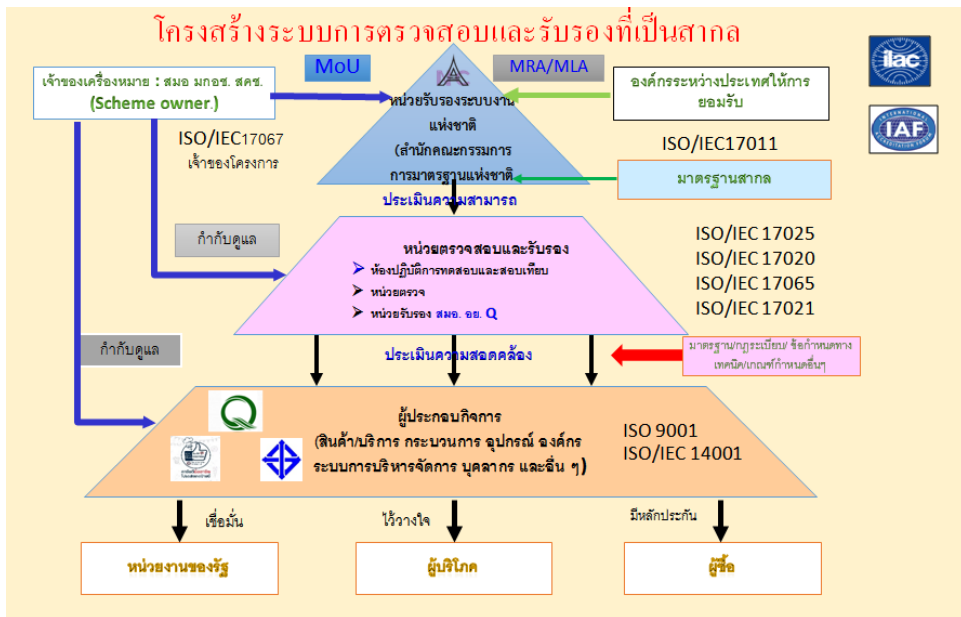 โครงสร้างระบบการตรวจสอบและรับรองที่เป็นสากล
MoU
MRA/MLA
เจ้าของเครื่องหมาย : สมอ มกอช. สคช.
(Scheme owner.)
องค์กรระหว่างประเทศให้การ
ยอมรับ
ilac
IAF
หน่วยรับรองระบบงาน
แห่งชาติ
(สำนักคณะกรรมการ
การมาตรฐานแห่งชาติ
ISO/IEC17067
เจ้าของโครงการ
ISO/IEC17011
มาตรฐานสากล
ประเมินความสามารถ
กำกับดูแล
หน่วยตรวจสอบและรับรอง
ห้องปฏิบัติการทดสอบและสอบเทียบ
หน่วยตรวจ
หน่วยรับรอง สมอ. อย. Q
ISO/IEC 17025
ISO/IEC 17020
ISO/IEC 17065
ISO/IEC 17021
กำกับดูแล
ประเมินความสอดคล้อง
มาตรฐาน/กฎระเบียบ/ ข้อกำหนดทาง
เทคนิค/เกณฑ์กำหนดอื่นๆ
Q
ผู้ประกอบกิจการ
(สินค้า/บริการ กระบวนการ อุปกรณ์ องค์กร
ระบบการบริหารจัดการ บุคลากร และอื่น ๆ)
ISO 9001
ISO/IEC 14001
เชื่อมั่น
ไว้วางใจ
มีหลักประกัน
หน่วยงานของรัฐ
ผู้บริโภค
ผู้ซื้อ